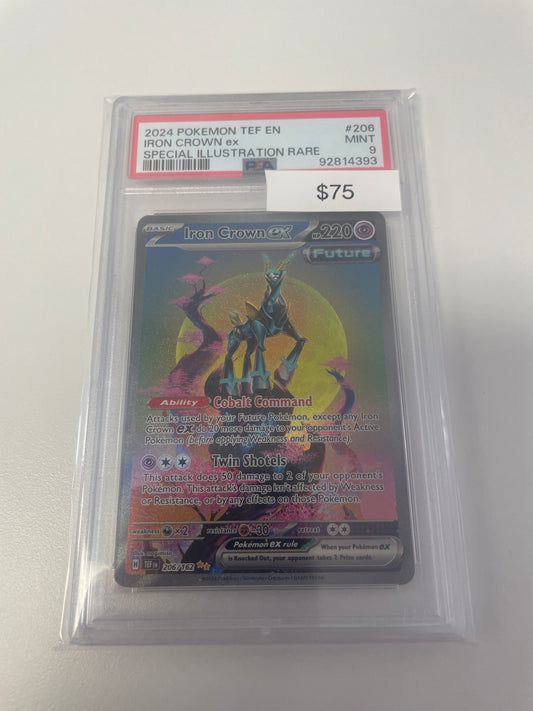 2024 POKEMON TEF EN #206
IRON CROWN ex MINT
SPECIAL ILLUSTRATION RARE 9
PSA 92814393
$75
BASIC Iron Crown ex HP 220
Future
Ability Cobalt Command
Attacks used by your Future Pokémon, except any Iron
Crown ex, do 20 more damage to your opponent's Active
Pokémon (before applying Weakness and Resistance).
Twin Shotels
This attack does 50 damage to 2 of your opponent's
Pokémon. This attack's damage isn't affected by Weakness
or Resistance, or by any effects on those Pokémon.
weakness ×2 resistance -30 retreat
Pokémon ex rule
When your Pokémon ex
is Knocked Out, your opponent takes 2 Prize cards.
H TEF EN 206/162